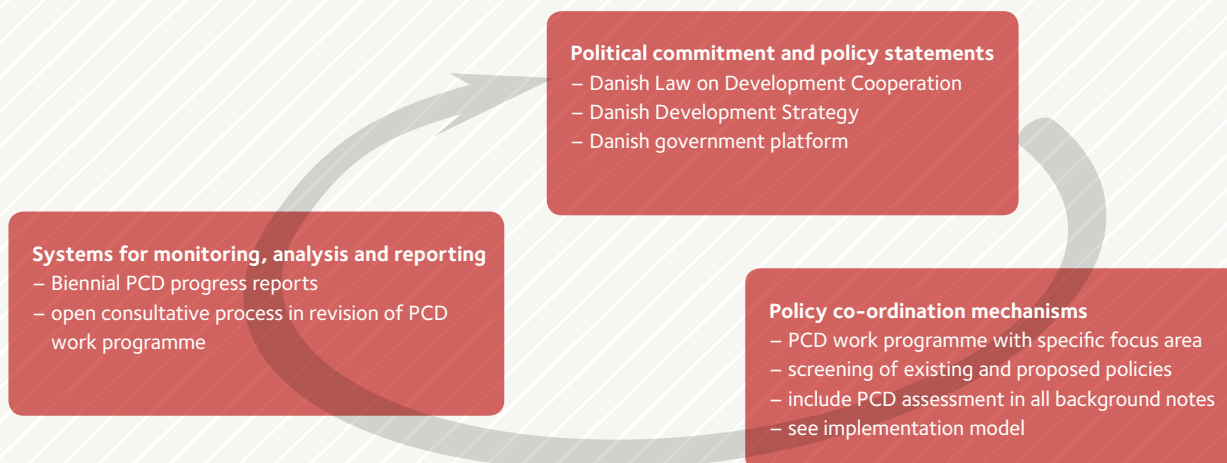 Political commitment and policy statements
– Danish Law on Development Cooperation
– Danish Development Strategy
– Danish government platform
Systems for monitoring, analysis and reporting
– Biennial PCD progress reports
– open consultative process in revision of PCD
work programme
Policy co-ordination mechanisms
– PCD work programme with specific focus area
– screening of existing and proposed policies
– include PCD assessment in all background notes
– see implementation model